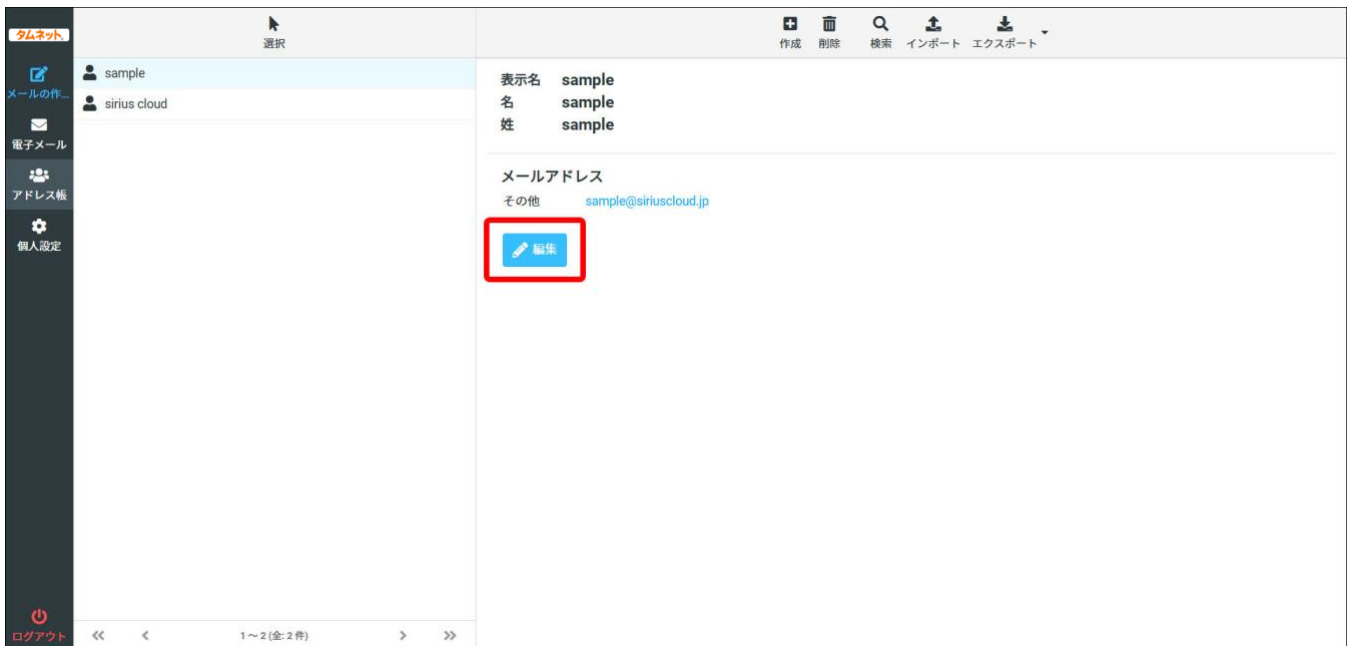 タムネット
メールの作...
電子メール
アドレス帳
個人設定
ログアウト
選択
sample
sirius cloud
1 ～ 2 (全: 2 件)
作成 削除 検索 インポート エクスポート
表示名 sample
名 sample
姓 sample
メールアドレス
その他 sample@siriuscloud.jp
編集